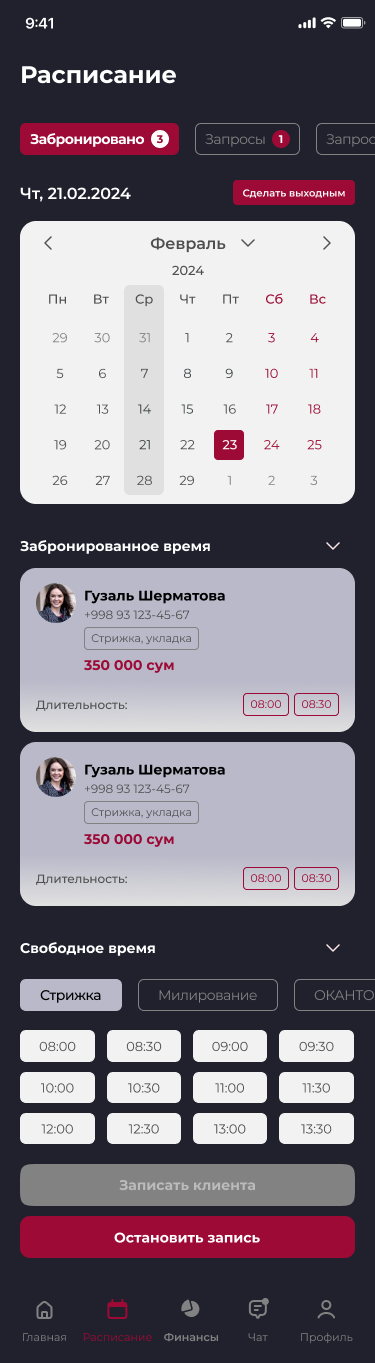 9:41
Расписание
Забронировано 3 Запросы 1 Запрос
Чт, 21.02.2024 Сделать выходным
Февраль
2024
Пн Вт Ср Чт Пт Сб Вс
29 30 31 1 2 3 4
5 6 7 8 9 10 11
12 13 14 15 16 17 18
19 20 21 22 23 24 25
26 27 28 29 1 2 3
Забронированное время
Гузаль Шерматова
+998 93 123-45-67
Стрижка, укладка
350 000 сум
Длительность: 08:00 08:30
Гузаль Шерматова
+998 93 123-45-67
Стрижка, укладка
350 000 сум
Длительность: 08:00 08:30
Свободное время
Стрижка Милирование ОКАНТО
08:00 08:30 09:00 09:30
10:00 10:30 11:00 11:30
12:00 12:30 13:00 13:30
Записать клиента
Остановить запись
Главная Расписание Финансы Чат Профиль